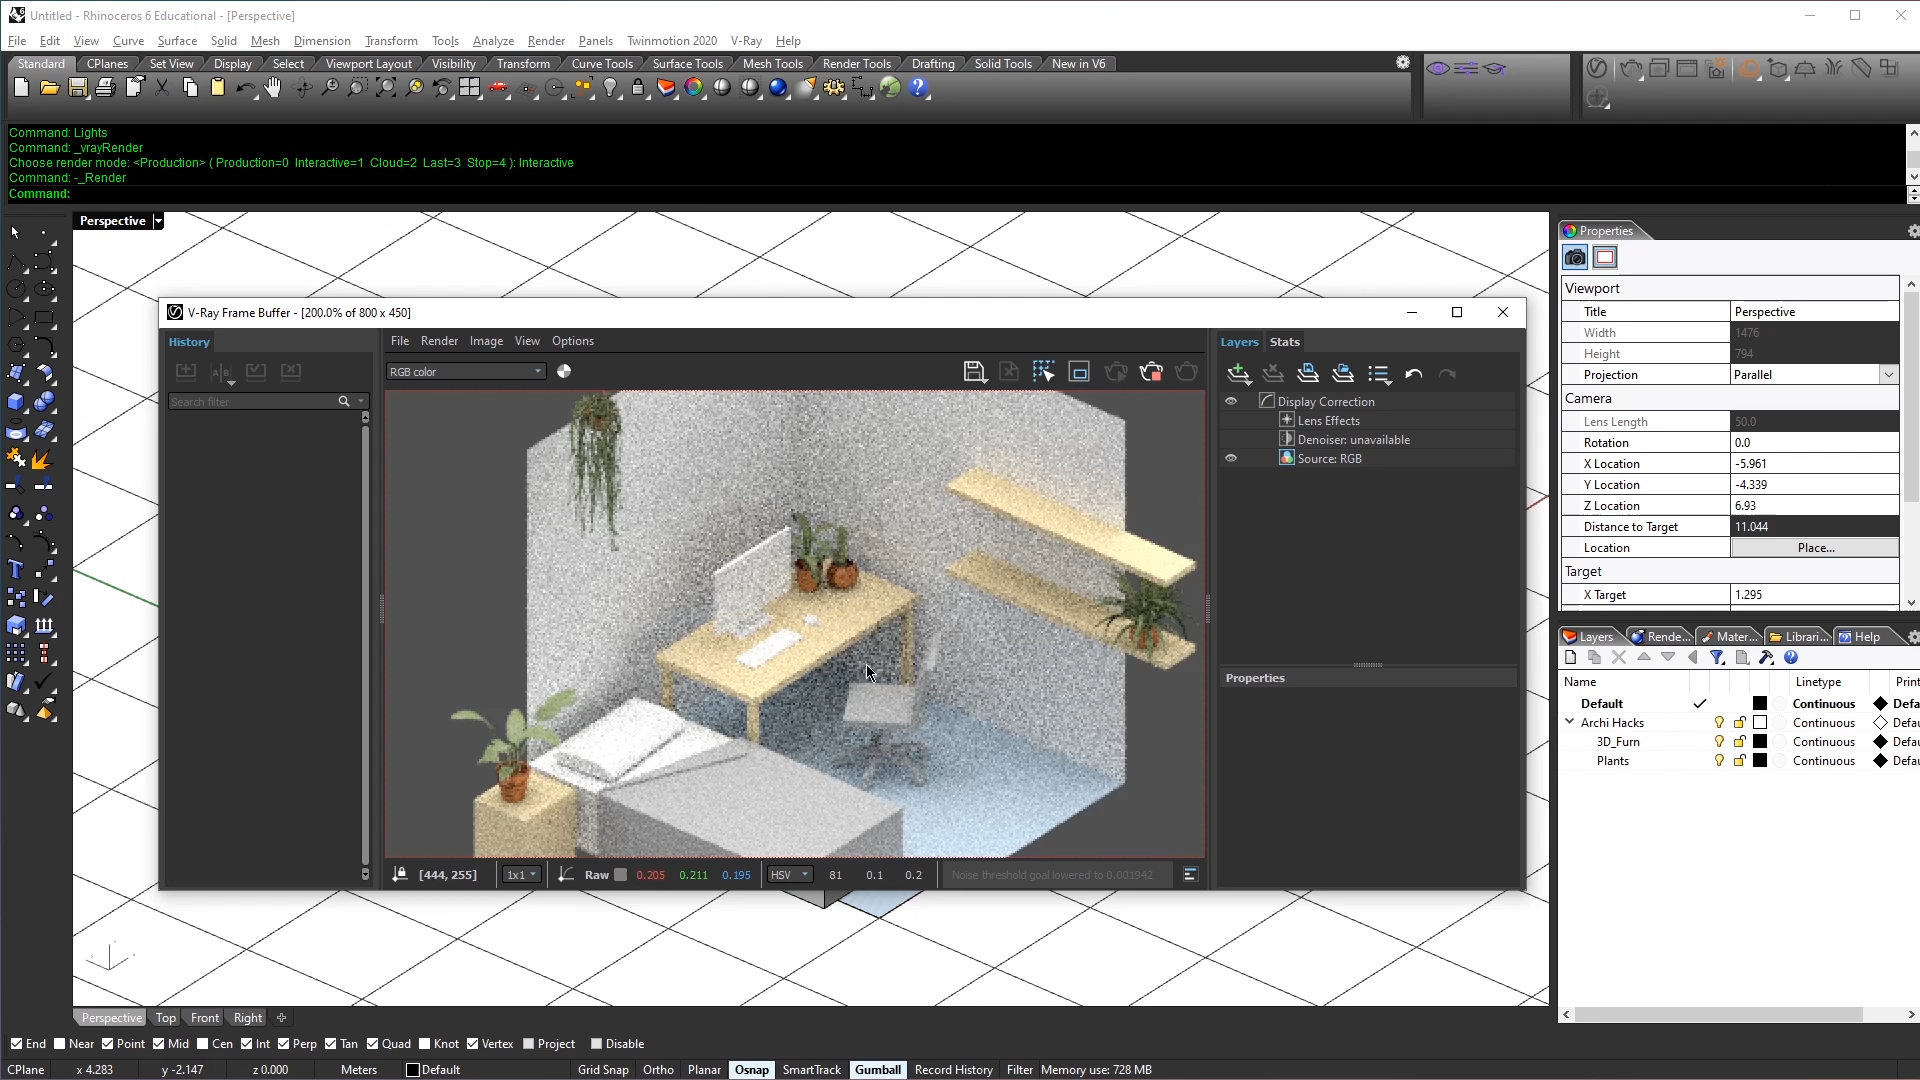 Untitled - Rhinoceros 6 Educational - [Perspective]
File Edit View Curve Surface Solid Mesh Dimension Transform Tools Analyze Render Panels Twinmotion 2020 V-Ray Help
Standard CPlanes Set View Display Select Viewport Layout Visibility Transform Curve Tools Surface Tools Mesh Tools Render Tools Drafting Solid Tools New in V6
Command: Lights
Command: _vrayRender
Choose render mode: <Production> ( Production=0 Interactive=1 Cloud=2 Last=3 Stop=4 ): Interactive
Command: -_Render
Command:
Perspective
Properties
Viewport
Title Perspective
Width 1476
Height 794
Projection Parallel
Camera
Lens Length 50.0
Rotation 0.0
X Location -5.961
Y Location -4.339
Z Location 6.93
Distance to Target 11.044
Location Place...
Target
X Target 1.295
V-Ray Frame Buffer - [200.0% of 800 x 450]
History
Search filter
File Render Image View Options
RGB color
Layers Stats
Display Correction
Lens Effects
Denoiser: unavailable
Source: RGB
Properties
[444, 255] 1x1 Raw 0.205 0.211 0.195 HSV 81 0.1 0.2 Noise threshold goal lowered to 0.001942
Layers Rende... Mater... Librari... Help
Name Linetype Print
Default Continuous Defa
Archi Hacks Continuous Defau
3D_Furn Continuous Defau
Plants Continuous Defau
Perspective Top Front Right
End Near Point Mid Cen Int Perp Tan Quad Knot Vertex Project Disable
CPlane x 4.283 y -2.147 z 0.000 Meters Default Grid Snap Ortho Planar Osnap SmartTrack Gumball Record History Filter Memory use: 728 MB